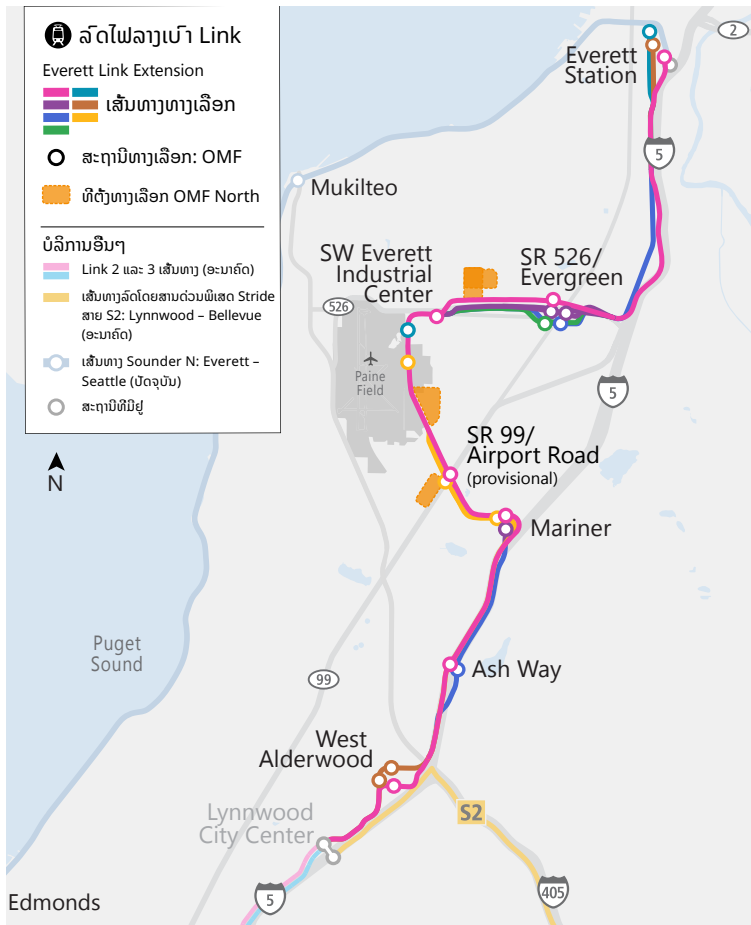 ລົດໄຟລາງເບົາ Link
Everett Link Extension
ເສັ້ນທາງທາງເລືອກ
ສະຖານີທາງເລືອກ: OMF
ທີ່ຕັ້ງທາງເລືອກ OMF North
ບໍລິການອື່ນໆ
Link 2 ແລະ 3 ເສັ້ນທາງ (ອະນາຄົດ)
ເສັ້ນທາງລົດໂດຍສານດ່ວນພິເສດ Stride
ສາຍ S2: Lynnwood – Bellevue
(ອະນາຄົດ)
ເສັ້ນທາງ Sounder N: Everett –
Seattle (ປັດຈຸບັນ)
ສະຖານີທີ່ມີຢູ່
N
2
Everett
Station
5
Mukilteo
SW Everett
Industrial
Center
SR 526/
Evergreen
526
Paine
Field
5
SR 99/
Airport Road
(provisional)
Mariner
Puget
Sound
Ash Way
99
West
Alderwood
Lynnwood
City Center
S2
5
405
Edmonds